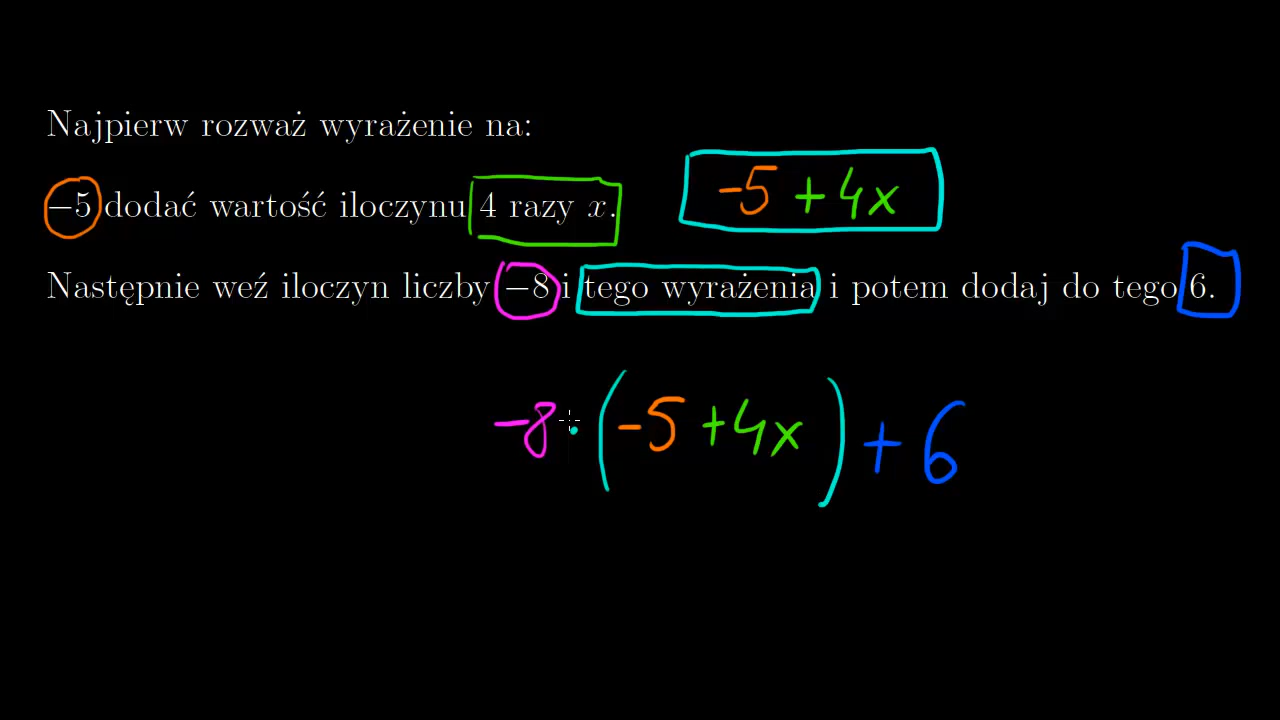 Najpierw rozważ wyrażenie na:
−5 dodać wartość iloczynu 4 razy x.
-5 + 4x
Następnie weź iloczyn liczby −8 i tego wyrażenia i potem dodaj do tego 6.
-8 · (-5 + 4x) + 6